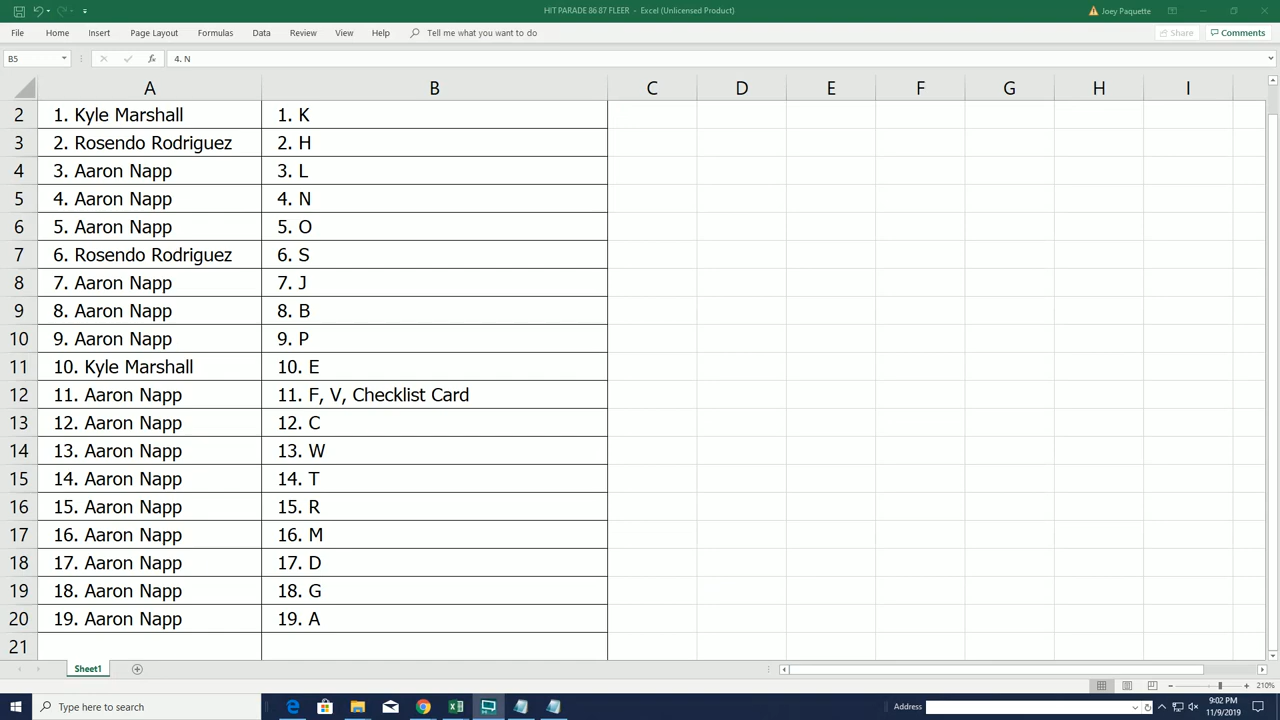 HIT PARADE 86 87 FLEER - Excel (Unlicensed Product)
Joey Paquette
File Home Insert Page Layout Formulas Data Review View Help Tell me what you want to do
Share Comments
B5 fx 4. N
A B C D E F G H I
2 1. Kyle Marshall 1. K
3 2. Rosendo Rodriguez 2. H
4 3. Aaron Napp 3. L
5 4. Aaron Napp 4. N
6 5. Aaron Napp 5. O
7 6. Rosendo Rodriguez 6. S
8 7. Aaron Napp 7. J
9 8. Aaron Napp 8. B
10 9. Aaron Napp 9. P
11 10. Kyle Marshall 10. E
12 11. Aaron Napp 11. F, V, Checklist Card
13 12. Aaron Napp 12. C
14 13. Aaron Napp 13. W
15 14. Aaron Napp 14. T
16 15. Aaron Napp 15. R
17 16. Aaron Napp 16. M
18 17. Aaron Napp 17. D
19 18. Aaron Napp 18. G
20 19. Aaron Napp 19. A
21
Sheet1
210%
Type here to search
Address
9:02 PM
11/9/2019